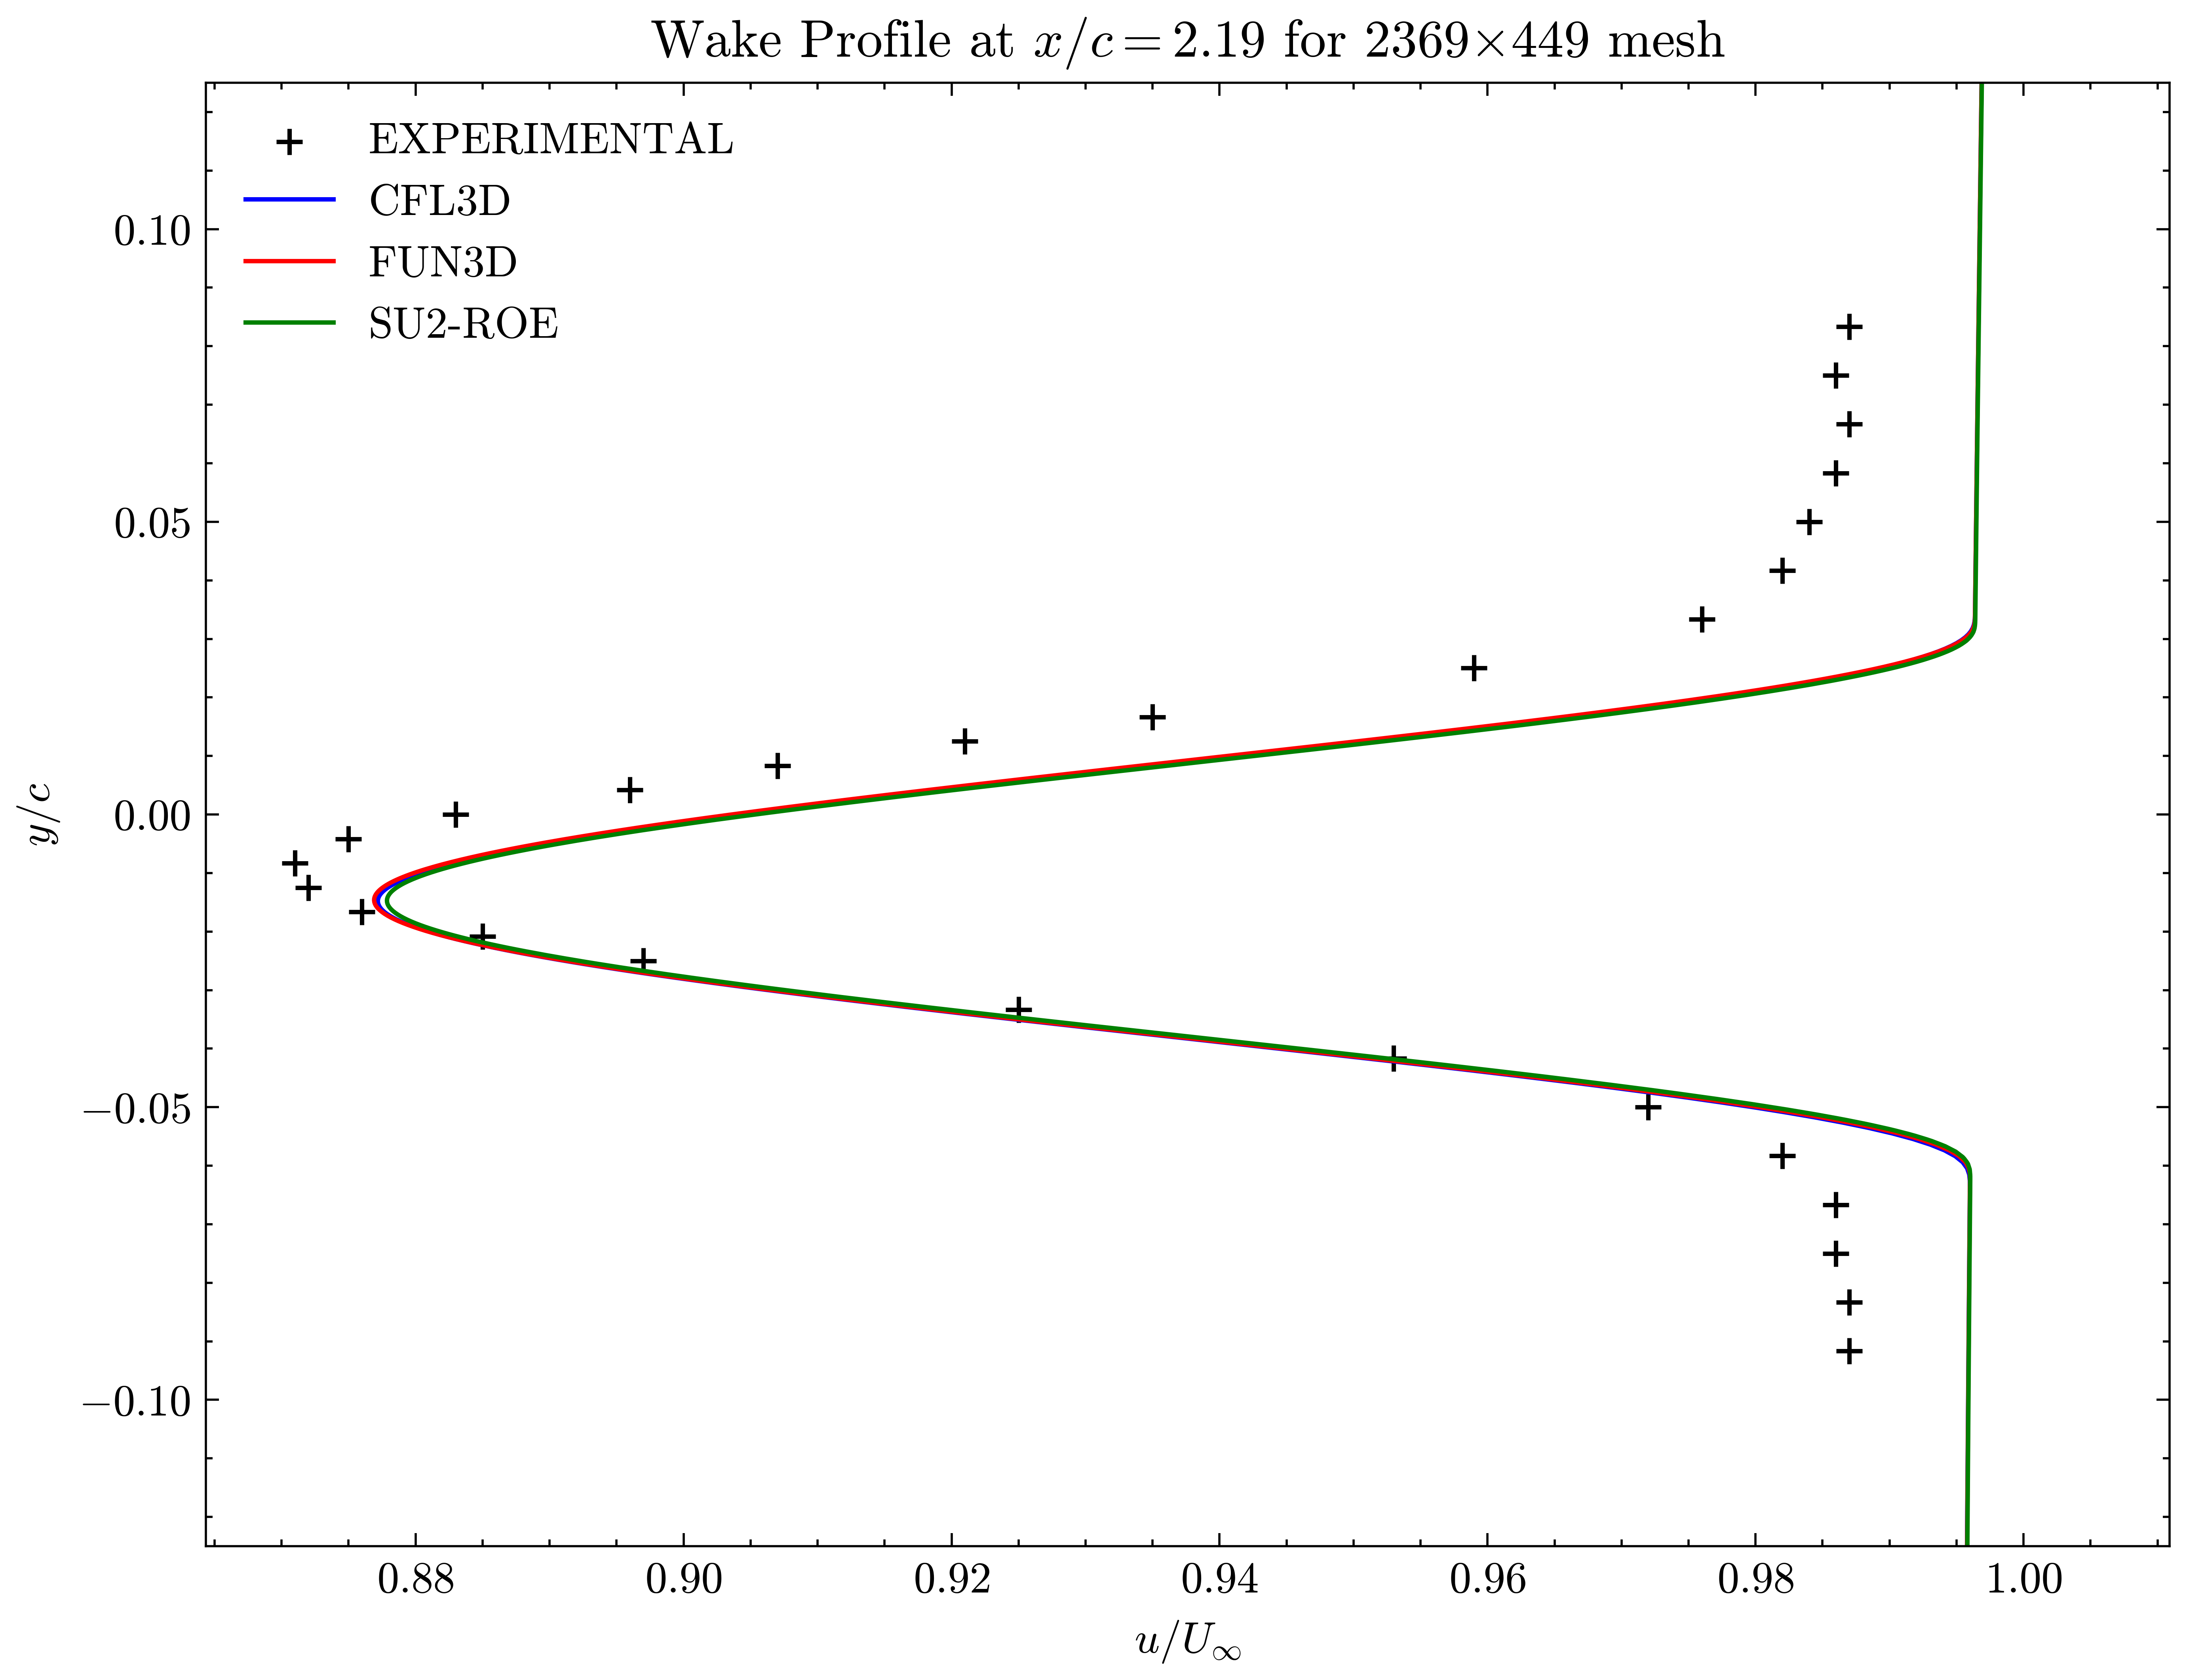 Wake Profile at x/c = 2.19 for 2369×449 mesh
EXPERIMENTAL
CFL3D
FUN3D
SU2-ROE
0.10
0.05
0.00
−0.05
−0.10
y/c
0.88 0.90 0.92 0.94 0.96 0.98 1.00
u/U∞